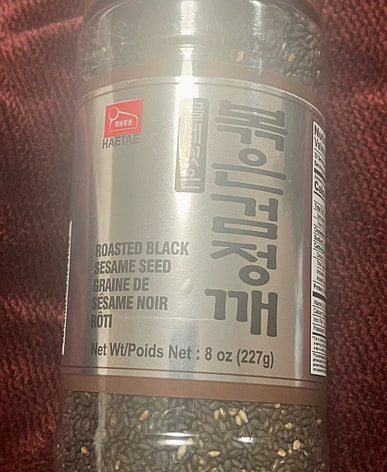 HAETAE
볶은검정깨
ROASTED BLACK
SESAME SEED
GRAINE DE
SÉSAME NOIR
RÔTI
Net Wt/Poids Net : 8 oz (227g)